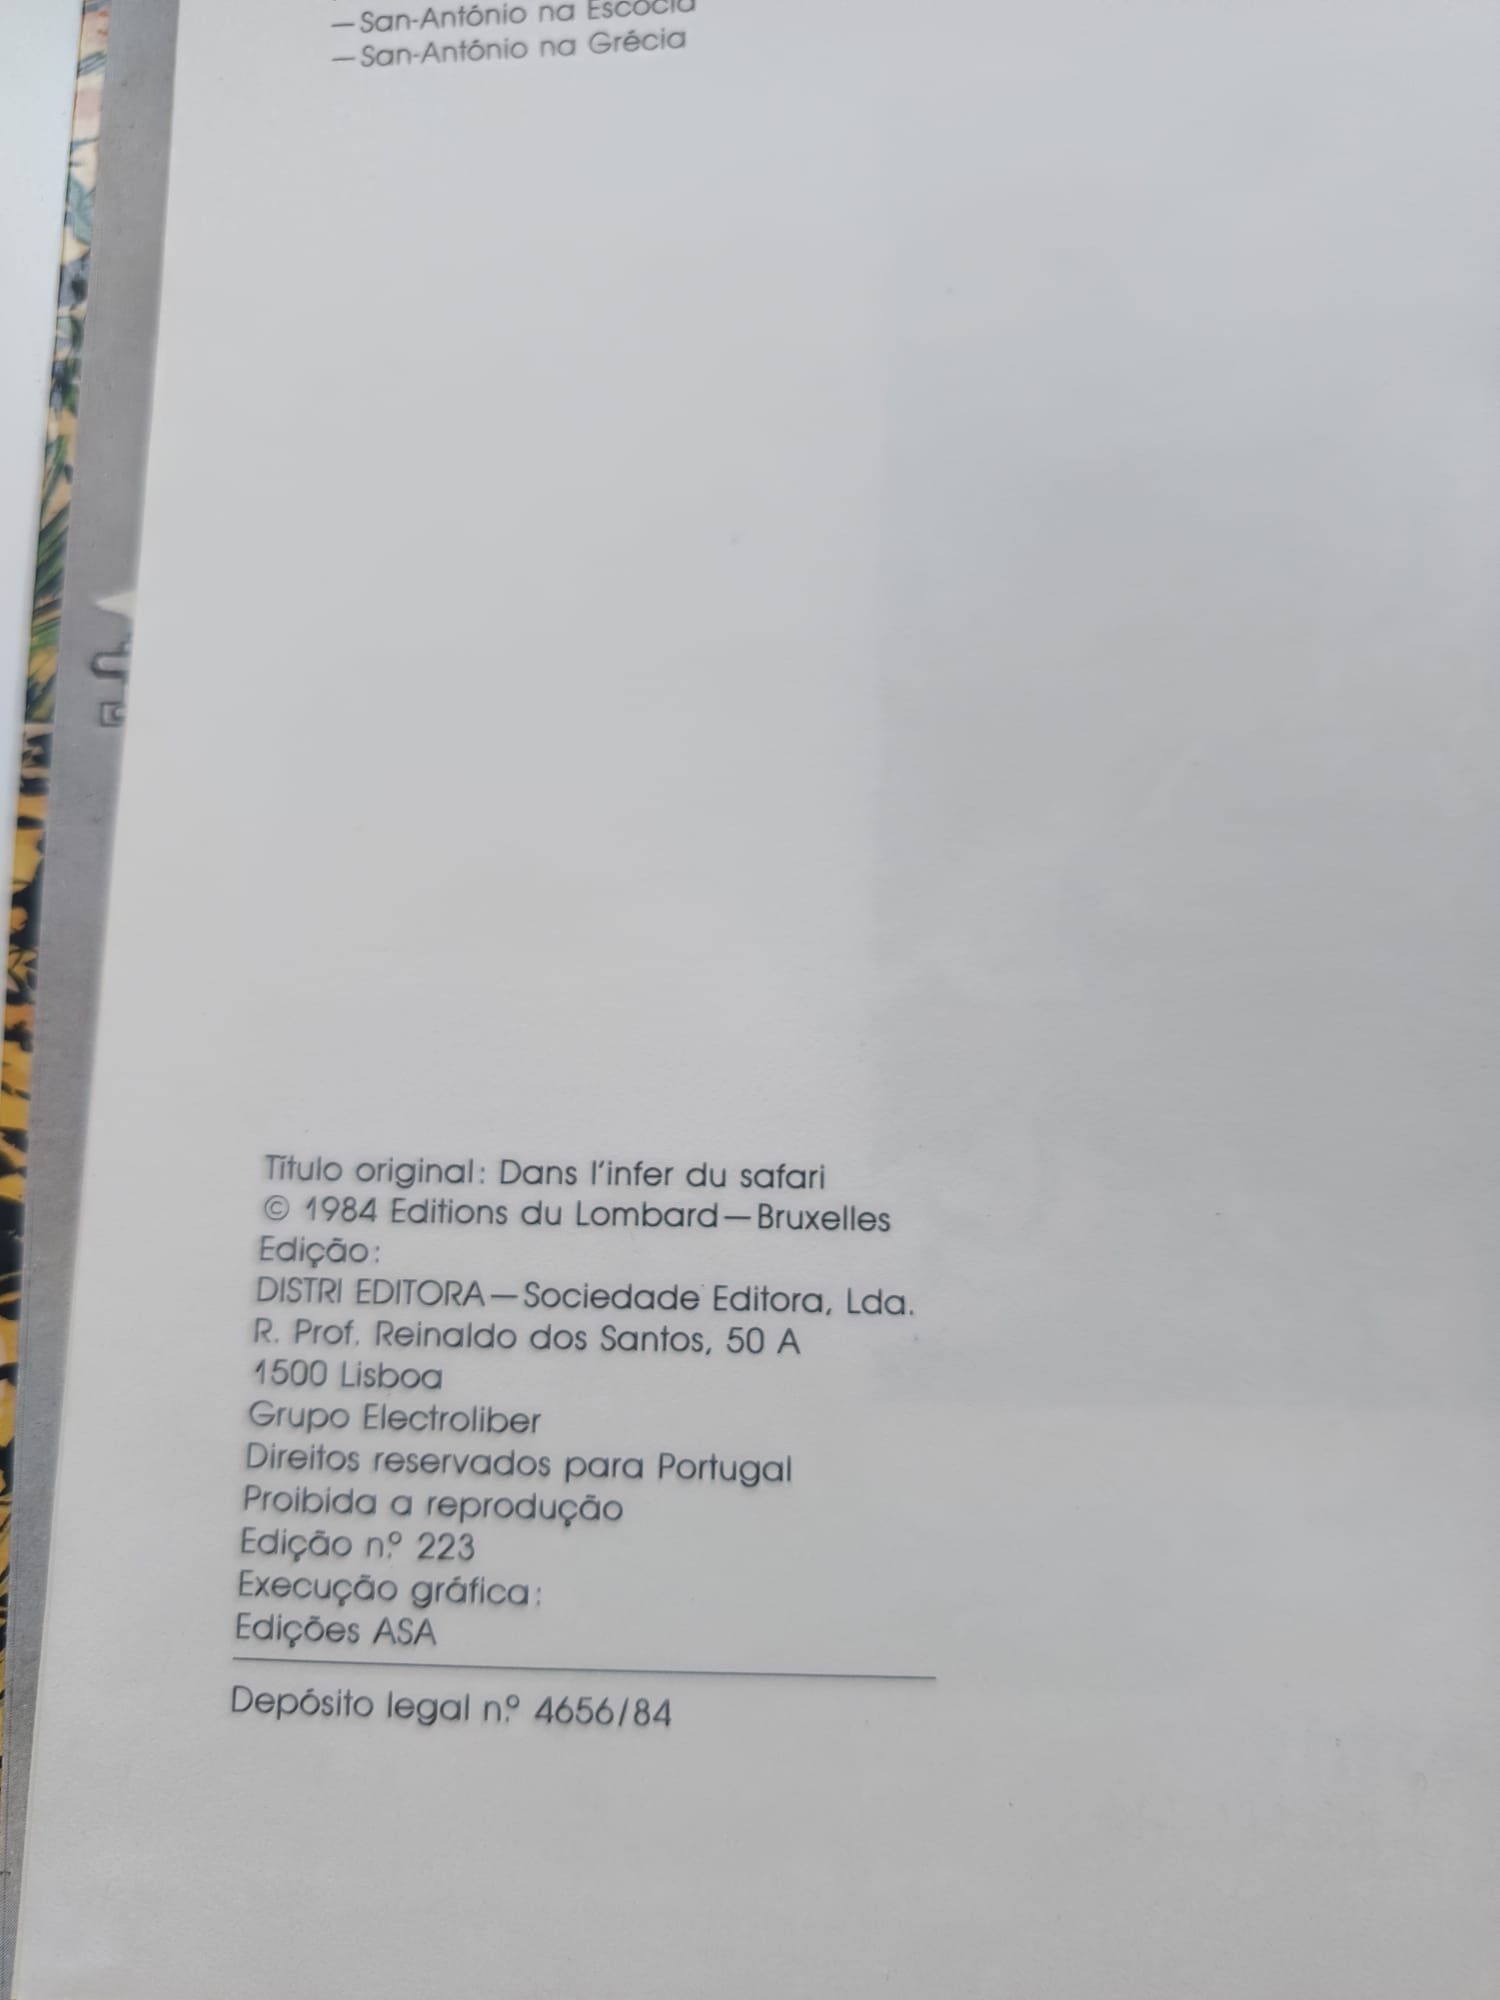 —San-Antônio na Escócia
—San-Antônio na Grécia
Título original: Dans l'infer du safari
© 1984 Editions du Lombard—Bruxelles
Edição:
DISTRI EDITORA—Sociedade Editora, Lda.
R. Prof. Reinaldo dos Santos, 50 A
1500 Lisboa
Grupo Electroliber
Direitos reservados para Portugal
Proibida a reprodução
Edição n.º 223
Execução gráfica:
Edições ASA
Depósito legal n.º 4656/84